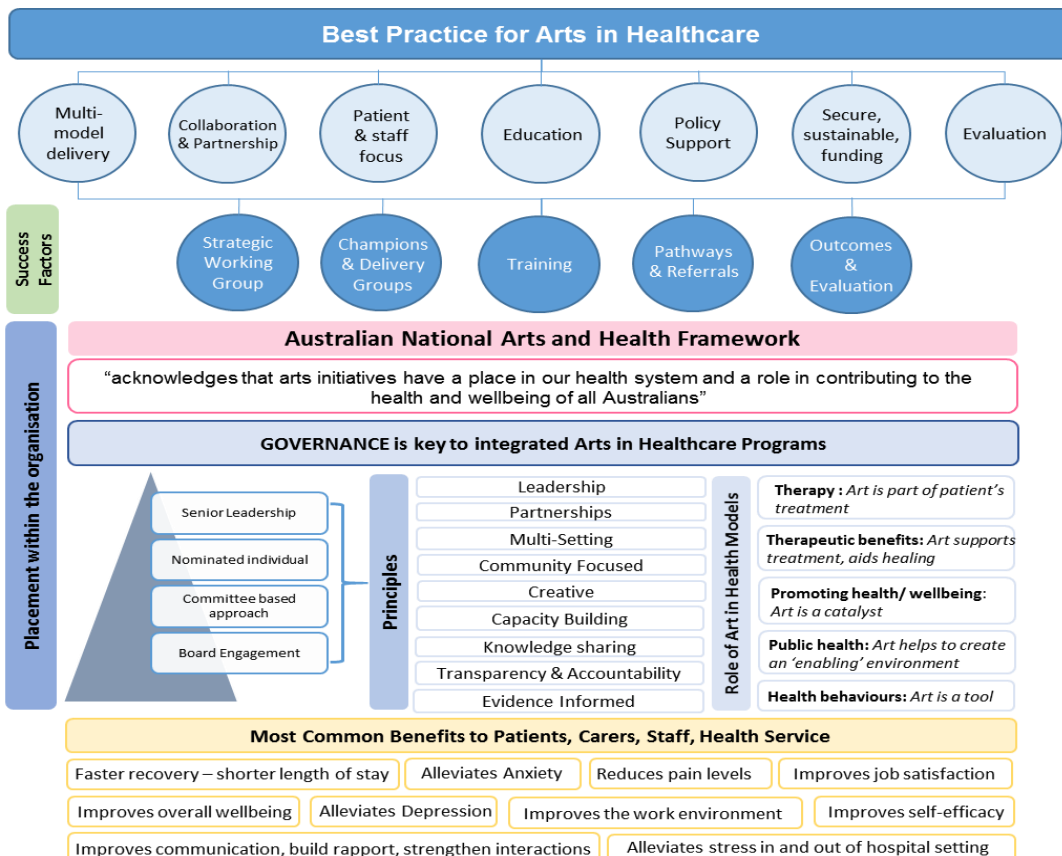 Best Practice for Arts in Healthcare
Multi-
model
delivery
Collaboration
& Partnership
Patient
& staff
focus
Education
Policy
Support
Secure,
sustainable,
funding
Evaluation
Success
Factors
Strategic
Working
Group
Champions
& Delivery
Groups
Training
Pathways
& Referrals
Outcomes
&
Evaluation
Placement within the organisation
Australian National Arts and Health Framework
“acknowledges that arts initiatives have a place in our health system and a role in contributing to the
health and wellbeing of all Australians”
GOVERNANCE is key to integrated Arts in Healthcare Programs
Senior Leadership
Nominated individual
Committee based
approach
Board Engagement
Principles
Leadership
Partnerships
Multi-Setting
Community Focused
Creative
Capacity Building
Knowledge sharing
Transparency & Accountability
Evidence Informed
Role of Art in Health Models
Therapy : Art is part of patient’s
treatment
Therapeutic benefits: Art supports
treatment, aids healing
Promoting health/ wellbeing:
Art is a catalyst
Public health: Art helps to create
an ‘enabling’ environment
Health behaviours: Art is a tool
Most Common Benefits to Patients, Carers, Staff, Health Service
Faster recovery – shorter length of stay
Alleviates Anxiety
Reduces pain levels
Improves job satisfaction
Improves overall wellbeing
Alleviates Depression
Improves the work environment
Improves self-efficacy
Improves communication, build rapport, strengthen interactions
Alleviates stress in and out of hospital setting